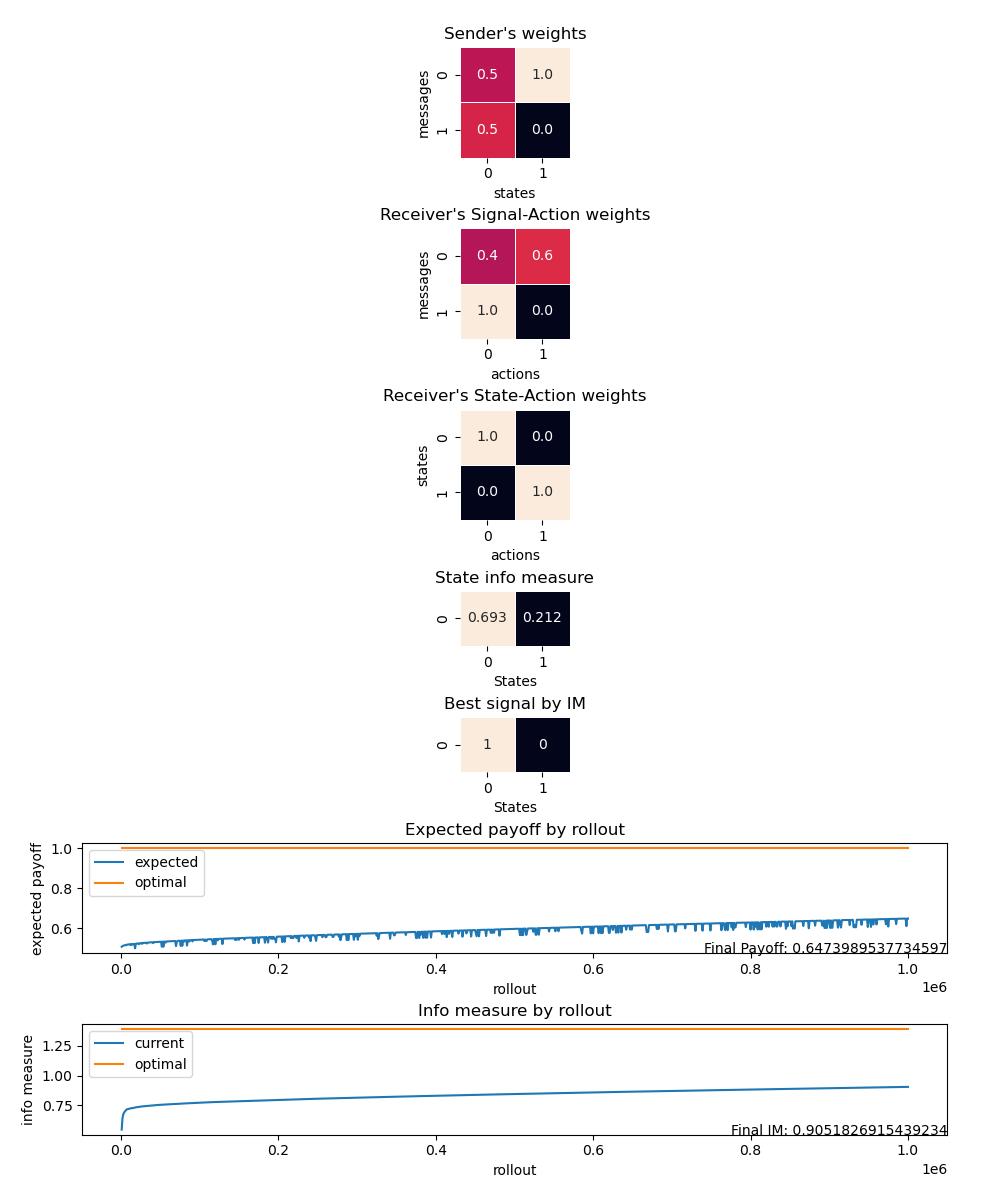 Sender's weights
messages
0
0.5
1.0
1
0.5
0.0
0
1
states
Receiver's Signal-Action weights
messages
0
0.4
0.6
1
1.0
0.0
0
1
actions
Receiver's State-Action weights
states
0
1.0
0.0
1
0.0
1.0
0
1
actions
State info measure
0
0.693
0.212
0
1
States
Best signal by IM
0
1
0
0
1
States
Expected payoff by rollout
expected payoff
1.0
0.8
0.6
expected
optimal
Final Payoff: 0.6473989537734597
0.0
0.2
0.4
0.6
0.8
1.0
1e6
rollout
Info measure by rollout
info measure
1.25
1.00
0.75
current
optimal
Final IM: 0.9051826915439234
0.0
0.2
0.4
0.6
0.8
1.0
1e6
rollout